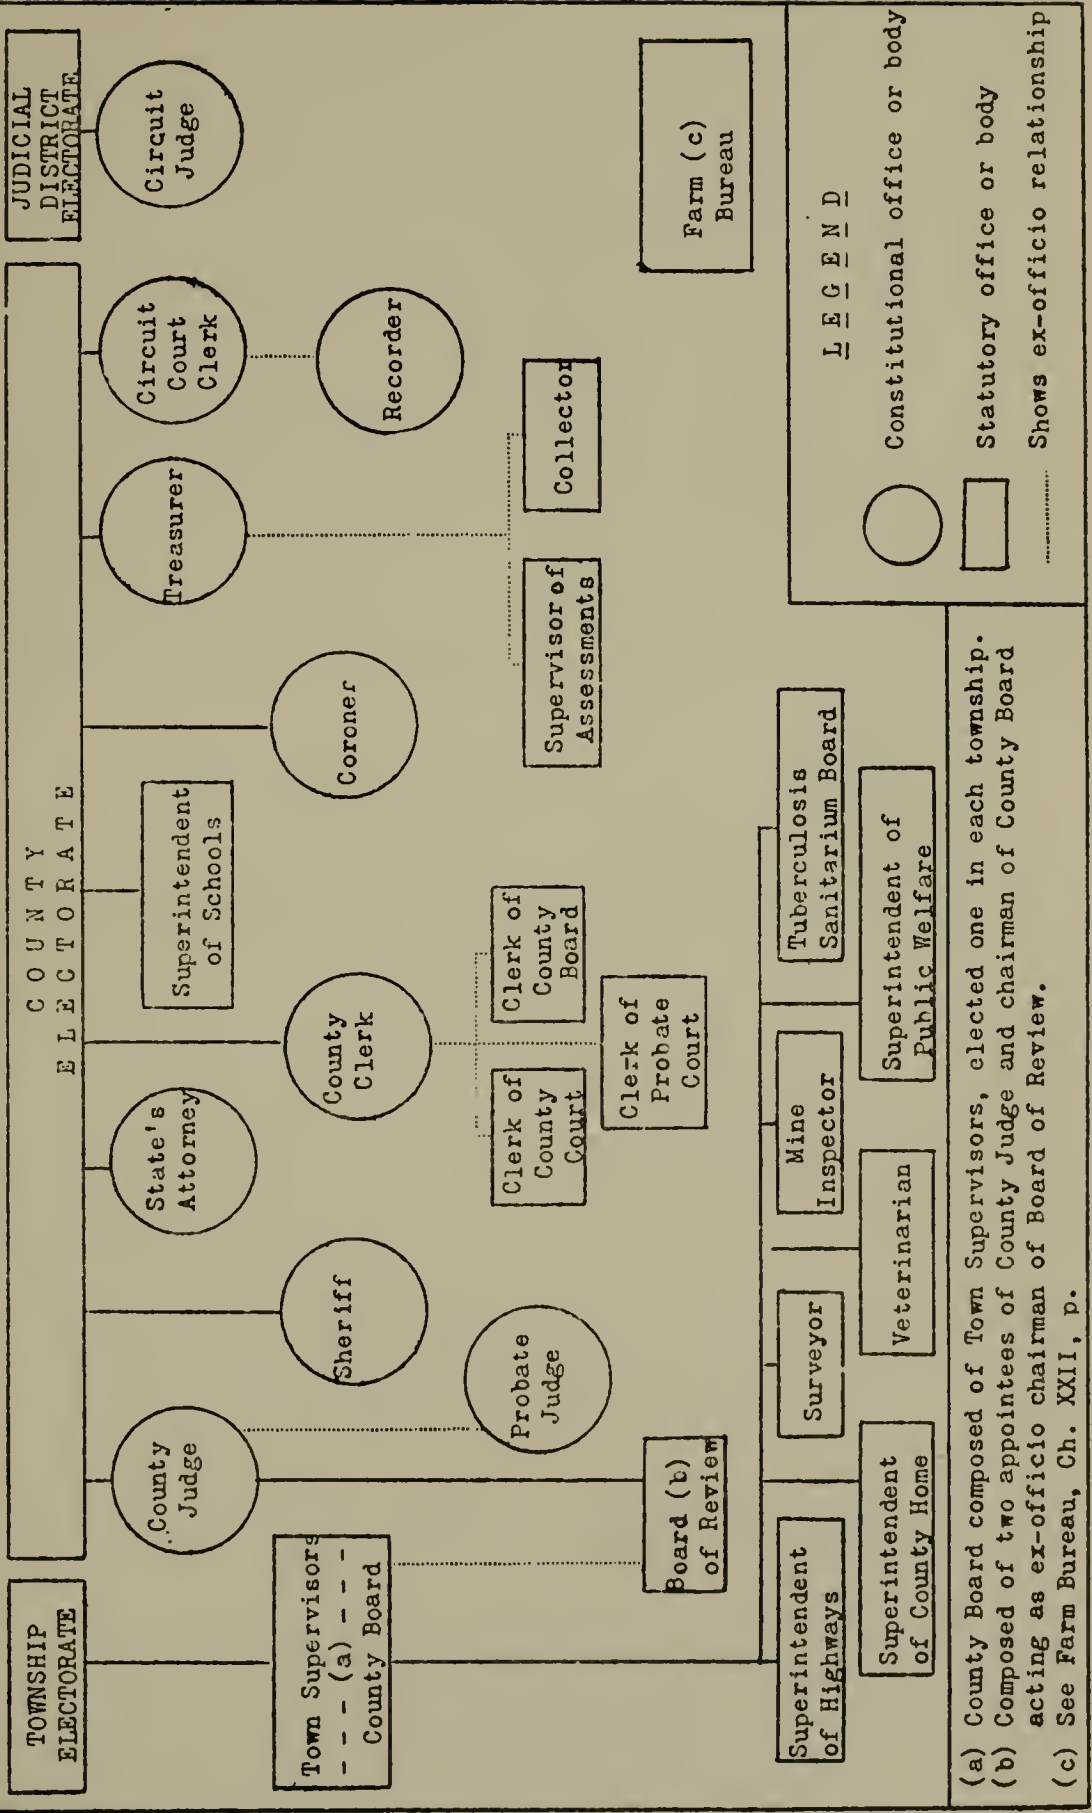 TOWNSHIP
ELECTORATE
C O U N T Y
E L E C T O R A T E
JUDICIAL
DISTRICT
ELECTORATE
County
Judge
State's
Attorney
Superintendent
of Schools
Treasurer
Circuit
Court
Clerk
Circuit
Judge
Town Supervisors
- - - (a) - - -
County Board
Sheriff
County
Clerk
Coroner
Recorder
Probate
Judge
Clerk of
County
Court
Clerk of
County
Board
Supervisor of
Assessments
Collector
Board (b)
of Review
Clerk of
Probate
Court
Farm (c)
Bureau
Superintendent
of Highways
Surveyor
Mine
Inspector
Tuberculosis
Sanitarium Board
Superintendent
of County Home
Veterinarian
Superintendent of
Public Welfare
L E G E N D
Constitutional office or body
Statutory office or body
Shows ex-officio relationship
(a) County Board composed of Town Supervisors, elected one in each township.
(b) Composed of two appointees of County Judge and chairman of County Board
acting as ex-officio chairman of Board of Review.
(c) See Farm Bureau, Ch. XXII, p.